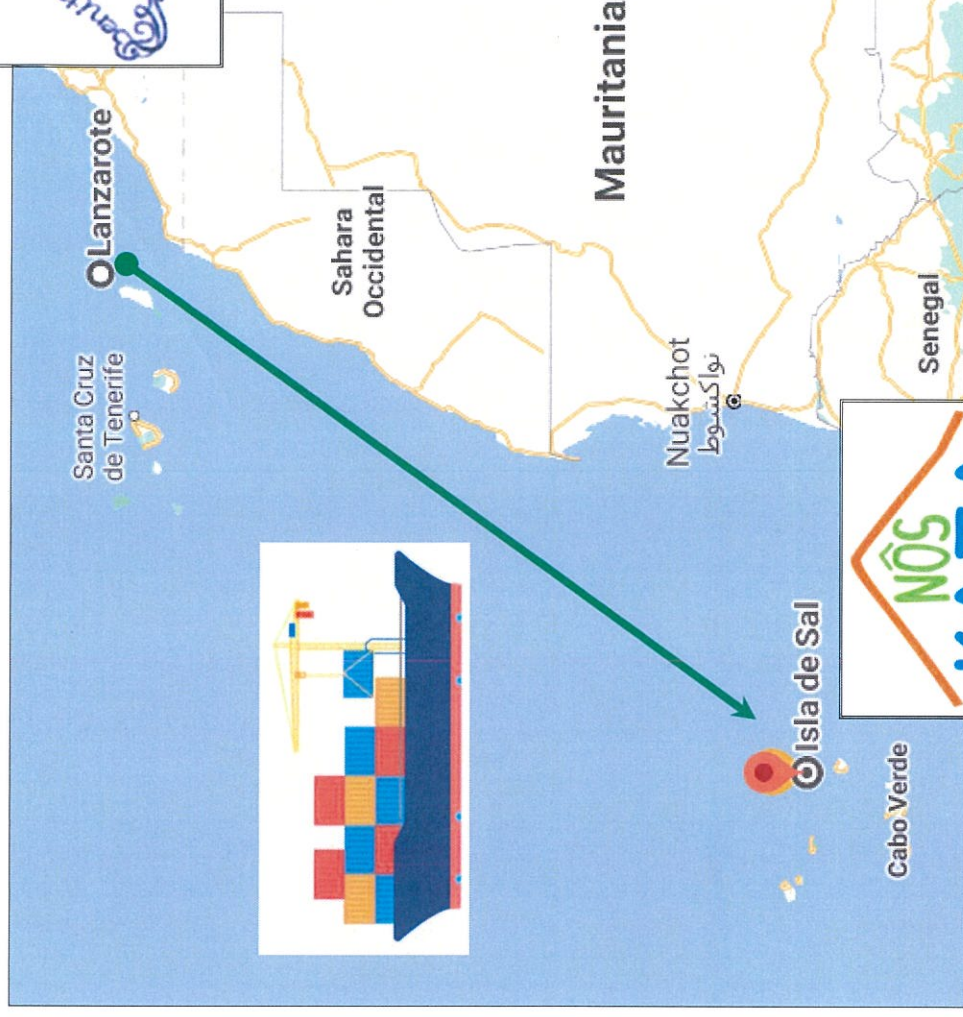 Lanzarote
Santa Cruz
de Tenerife
Sahara
Occidental
Mauritania
Nuakchot
نواكشوط
Senegal
Isla de Sal
Cabo Verde
NÔS